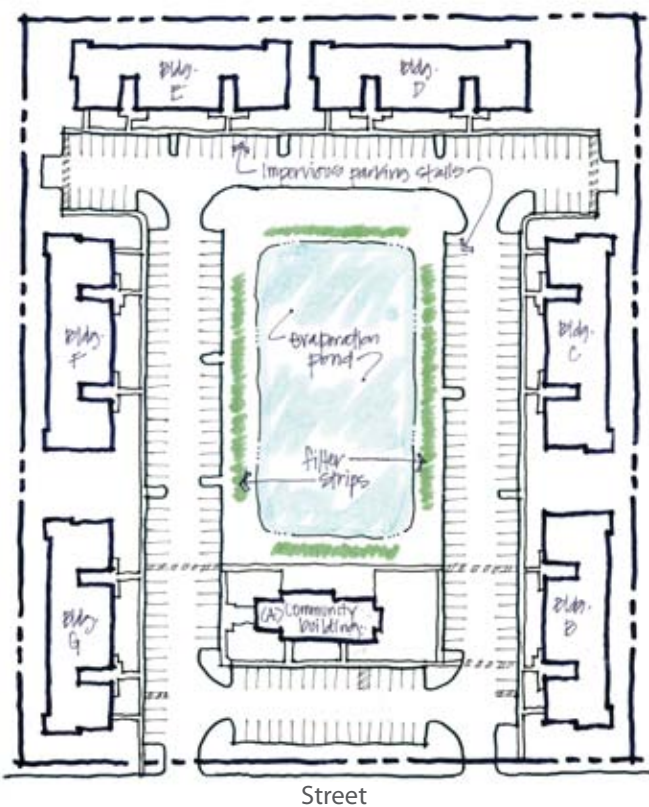 Bldg.
E
Bldg.
D
Impervious parking stalls
Bldg.
F
Bldg.
C
Evaporation
pond
filter
strips
Bldg.
G
(A) Community
building
Bldg.
B
Street